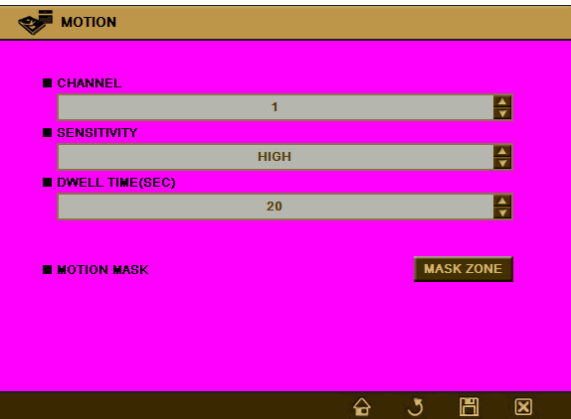 MOTION
CHANNEL
1
SENSITIVITY
HIGH
DWELL TIME(SEC)
20
MOTION MASK MASK ZONE